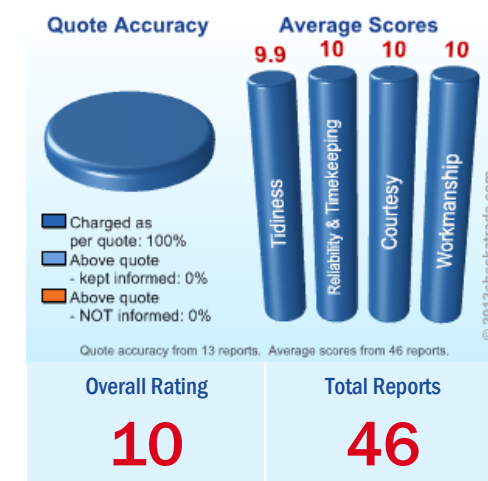 Quote Accuracy
Average Scores
9.9
10
10
10
Tidiness
Reliability & Timekeeping
Courtesy
Workmanship
Charged as
per quote: 100%
Above quote
- kept informed: 0%
Above quote
- NOT informed: 0%
Quote accuracy from 13 reports. Average scores from 46 reports.
Overall Rating
10
Total Reports
46